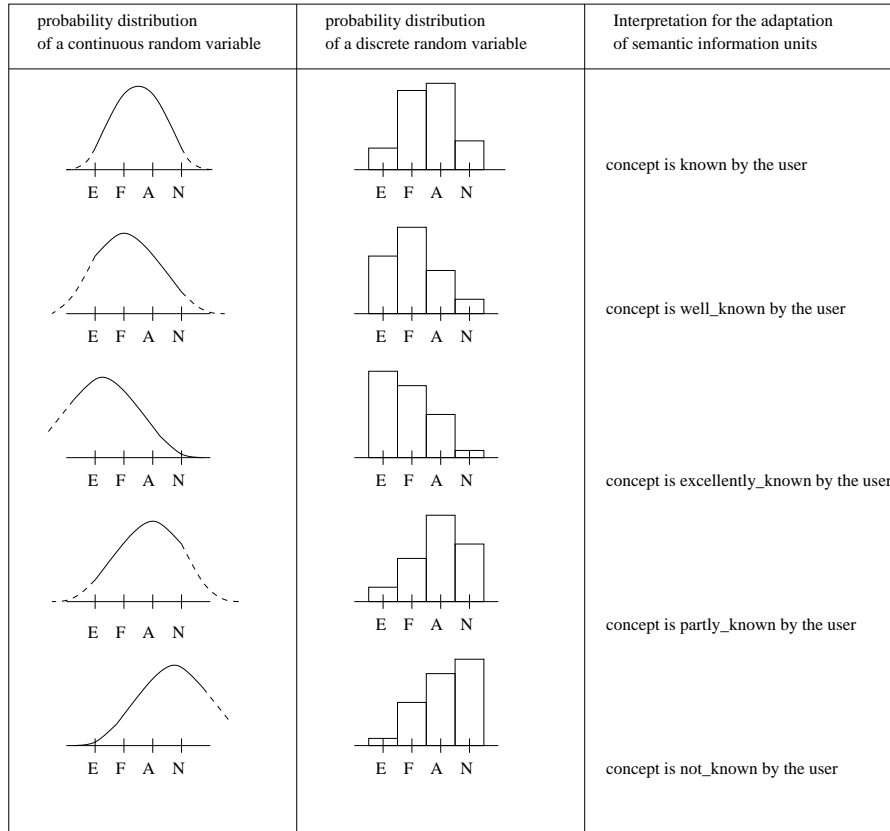 probability distribution
of a continuous random variable
probability distribution
of a discrete random variable
Interpretation for the adaptation
of semantic information units
E F A N
E F A N
concept is known by the user
E F A N
E F A N
concept is well_known by the user
E F A N
E F A N
concept is excellently_known by the user
E F A N
E F A N
concept is partly_known by the user
E F A N
E F A N
concept is not_known by the user